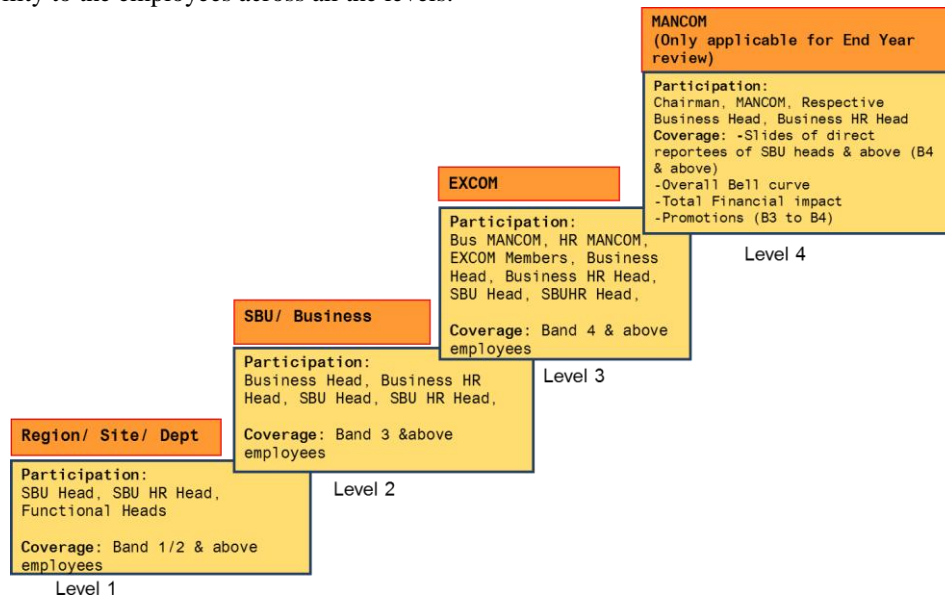 nity to the employees across all the levels.
MANCOM
(Only applicable for End Year
review)
Participation:
Chairman, MANCOM, Respective
Business Head, Business HR Head
Coverage: -Slides of direct
reportees of SBU heads & above (B4
& above)
-Overall Bell curve
-Total Financial impact
-Promotions (B3 to B4)
Level 4
EXCOM
Participation:
Bus MANCOM, HR MANCOM,
EXCOM Members, Business
Head, Business HR Head,
SBU Head, SBUHR Head,
Coverage: Band 4 & above
employees
Level 3
SBU/ Business
Participation:
Business Head, Business HR
Head, SBU Head, SBU HR Head,
Coverage: Band 3 &above
employees
Level 2
Region/ Site/ Dept
Participation:
SBU Head, SBU HR Head,
Functional Heads
Coverage: Band 1/2 & above
employees
Level 1